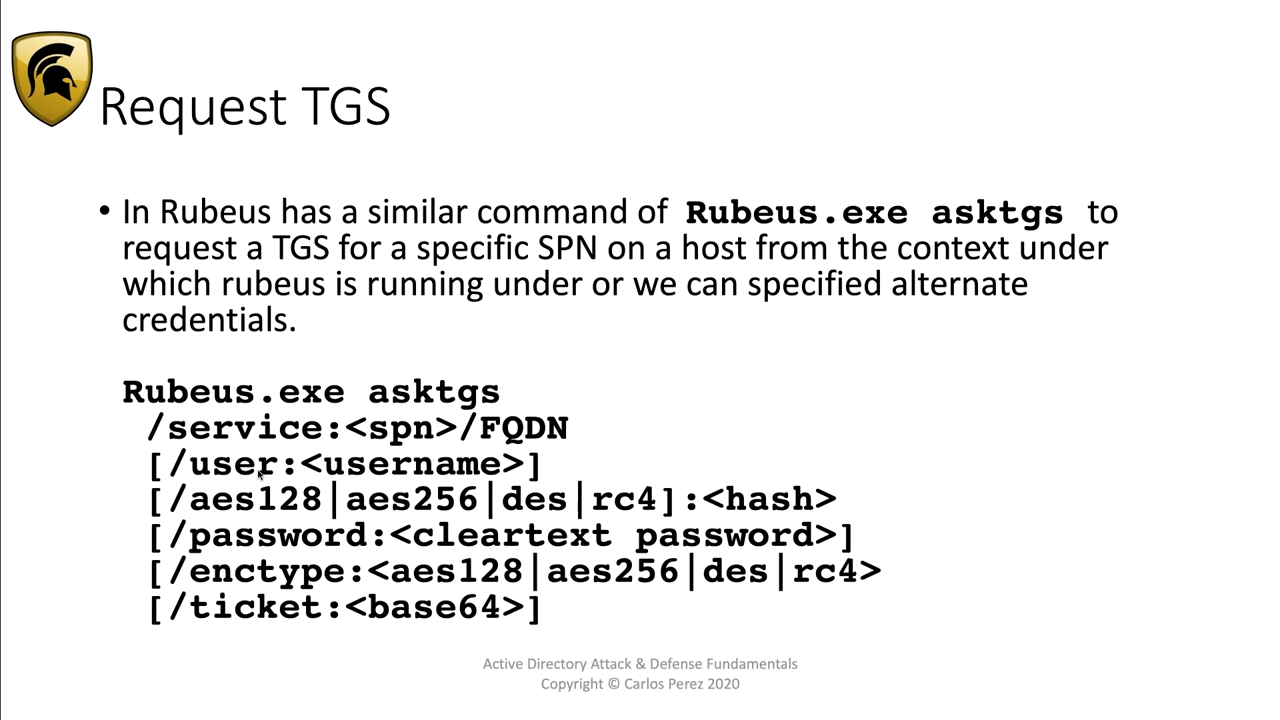 Request TGS
• In Rubeus has a similar command of Rubeus.exe asktgs to
request a TGS for a specific SPN on a host from the context under
which rubeus is running under or we can specified alternate
credentials.
Rubeus.exe asktgs
/service:<spn>/FQDN
[/user:<username>]
[/aes128|aes256|des|rc4]:<hash>
[/password:<cleartext password>]
[/enctype:<aes128|aes256|des|rc4>
[/ticket:<base64>]
Active Directory Attack & Defense Fundamentals
Copyright © Carlos Perez 2020